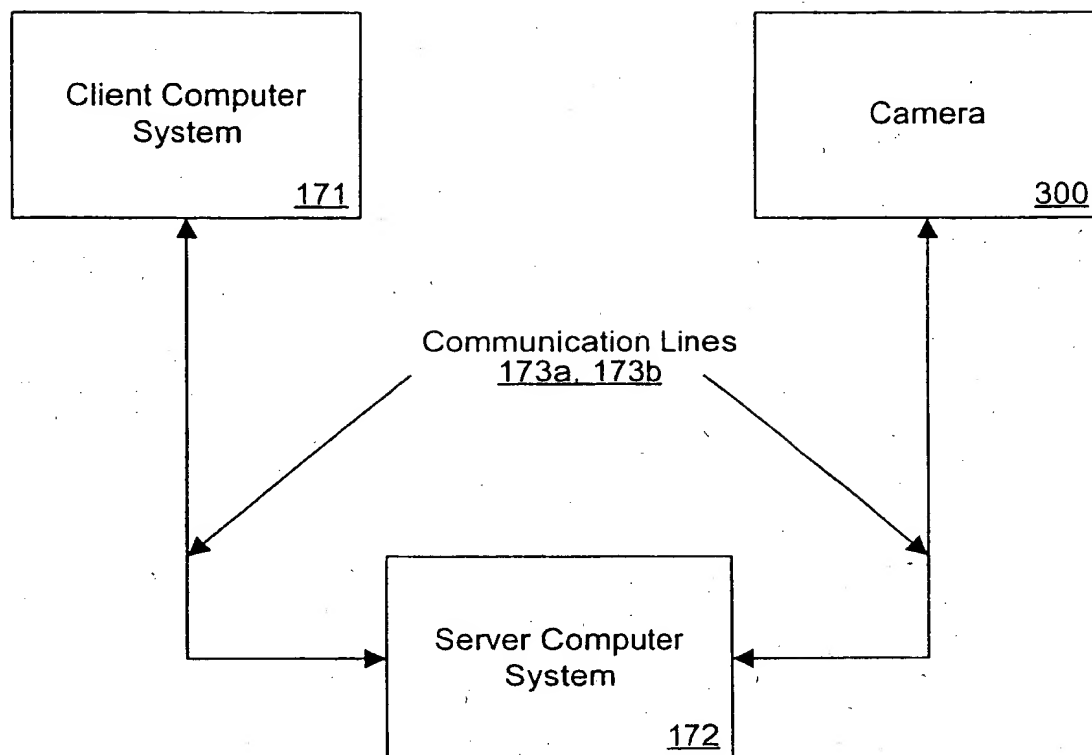 Client Computer
System
171
Camera
300
Communication Lines
173a, 173b
Server Computer
System
172